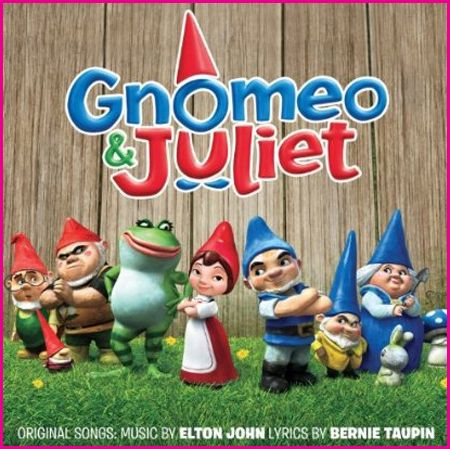 Gnomeo
& Juliet
ORIGINAL SONGS: MUSIC BY ELTON JOHN LYRICS BY BERNIE TAUPIN